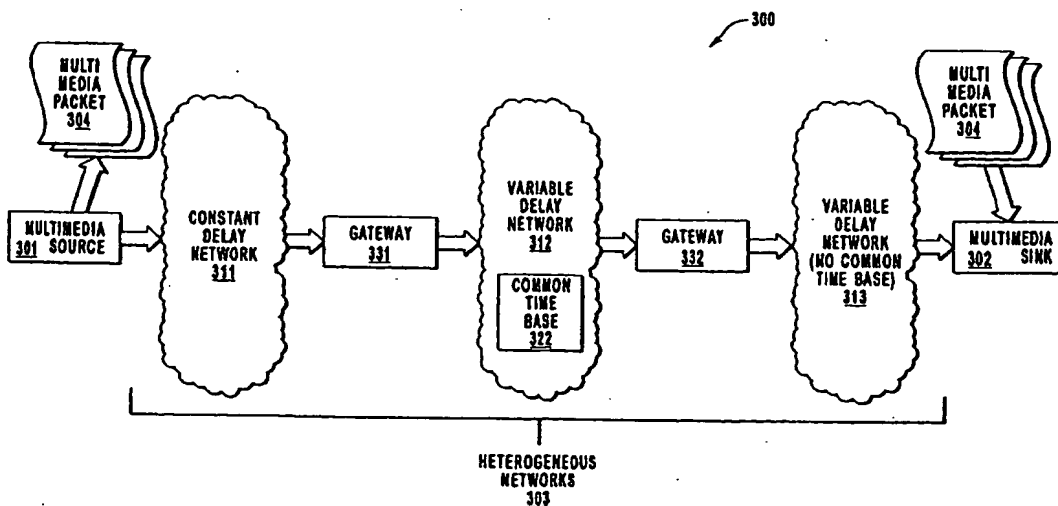 300
MULTI
MEDIA
PACKET
304
MULTIMEDIA
301 SOURCE
CONSTANT
DELAY
NETWORK
311
GATEWAY
331
VARIABLE
DELAY
NETWORK
312
COMMON
TIME
BASE
322
GATEWAY
332
VARIABLE
DELAY
NETWORK
(NO COMMON
TIME BASE)
313
MULTI
MEDIA
PACKET
304
MULTIMEDIA
302 SINK
HETEROGENEOUS
NETWORKS
303